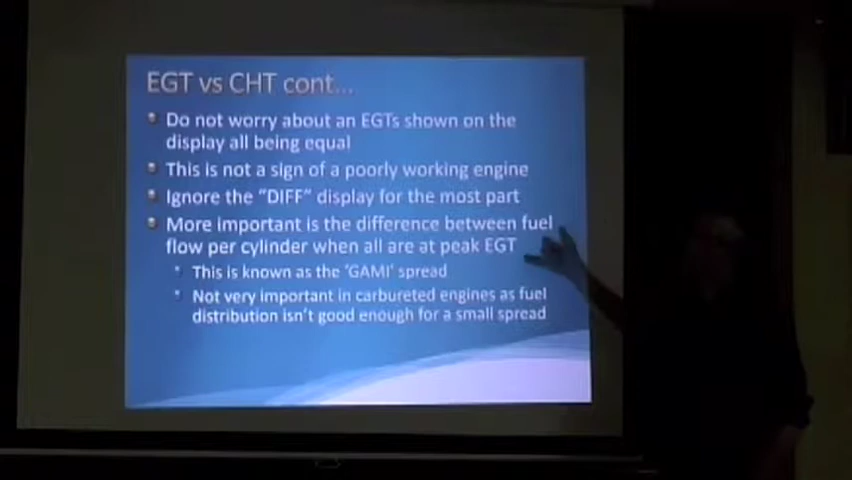 EGT vs CHT cont...
Do not worry about an EGTs shown on the
display all being equal
This is not a sign of a poorly working engine
Ignore the "DIFF" display for the most part
More important is the difference between fuel
flow per cylinder when all are at peak EGT
This is known as the 'GAMI' spread
Not very important in carbureted engines as fuel
distribution isn't good enough for a small spread